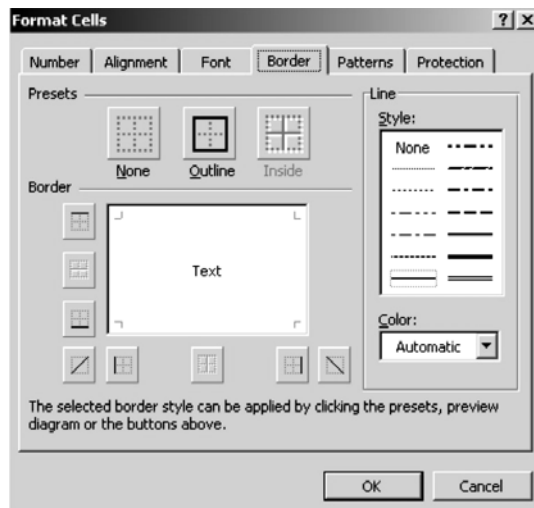 Format Cells
Number Alignment Font Border Patterns Protection
Presets
None Outline Inside
Border
Text
Line
Style:
None
Color:
Automatic
The selected border style can be applied by clicking the presets, preview
diagram or the buttons above.
OK Cancel